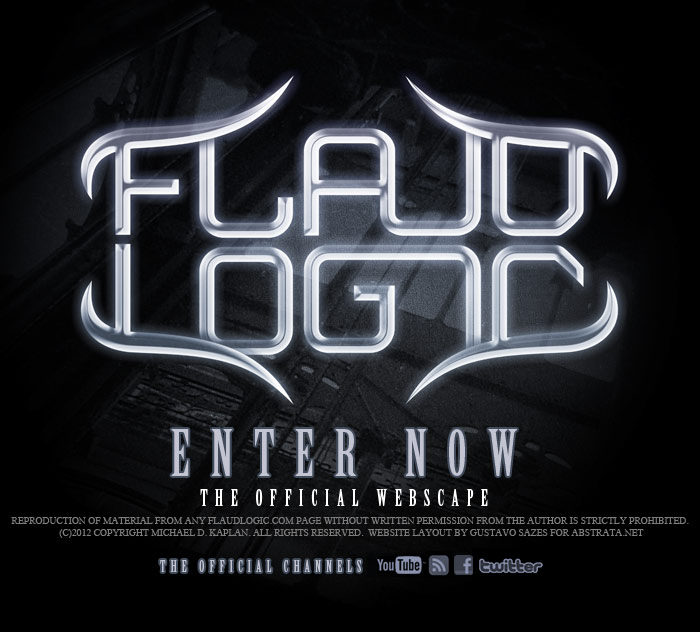 FLAUD
LOGIC
ENTER NOW
THE OFFICIAL WEBSCAPE
REPRODUCTION OF MATERIAL FROM ANY FLAUDLOGIC.COM PAGE WITHOUT WRITTEN PERMISSION FROM THE AUTHOR IS STRICTLY PROHIBITED.
(C)2012 COPYRIGHT MICHAEL D. KAPLAN. ALL RIGHTS RESERVED. WEBSITE LAYOUT BY GUSTAVO SAZES FOR ABSTRATA.NET
THE OFFICIAL CHANNELS YouTube f twitter